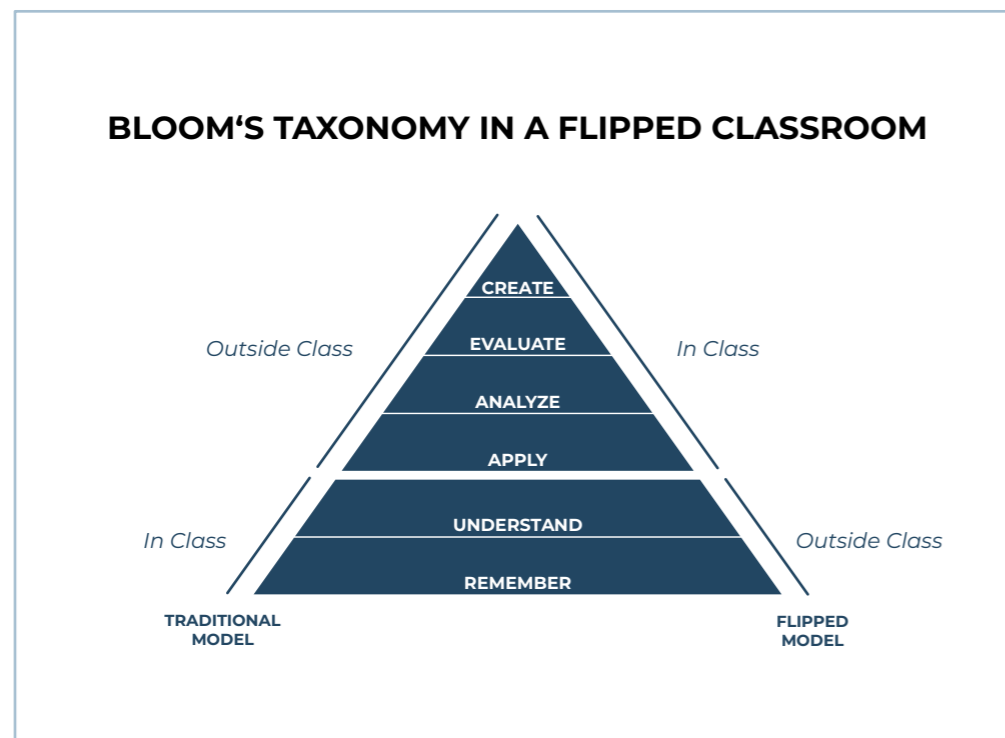 BLOOM‘S TAXONOMY IN A FLIPPED CLASSROOM
CREATE
EVALUATE
Outside Class
In Class
ANALYZE
APPLY
UNDERSTAND
In Class
Outside Class
REMEMBER
TRADITIONAL
MODEL
FLIPPED
MODEL